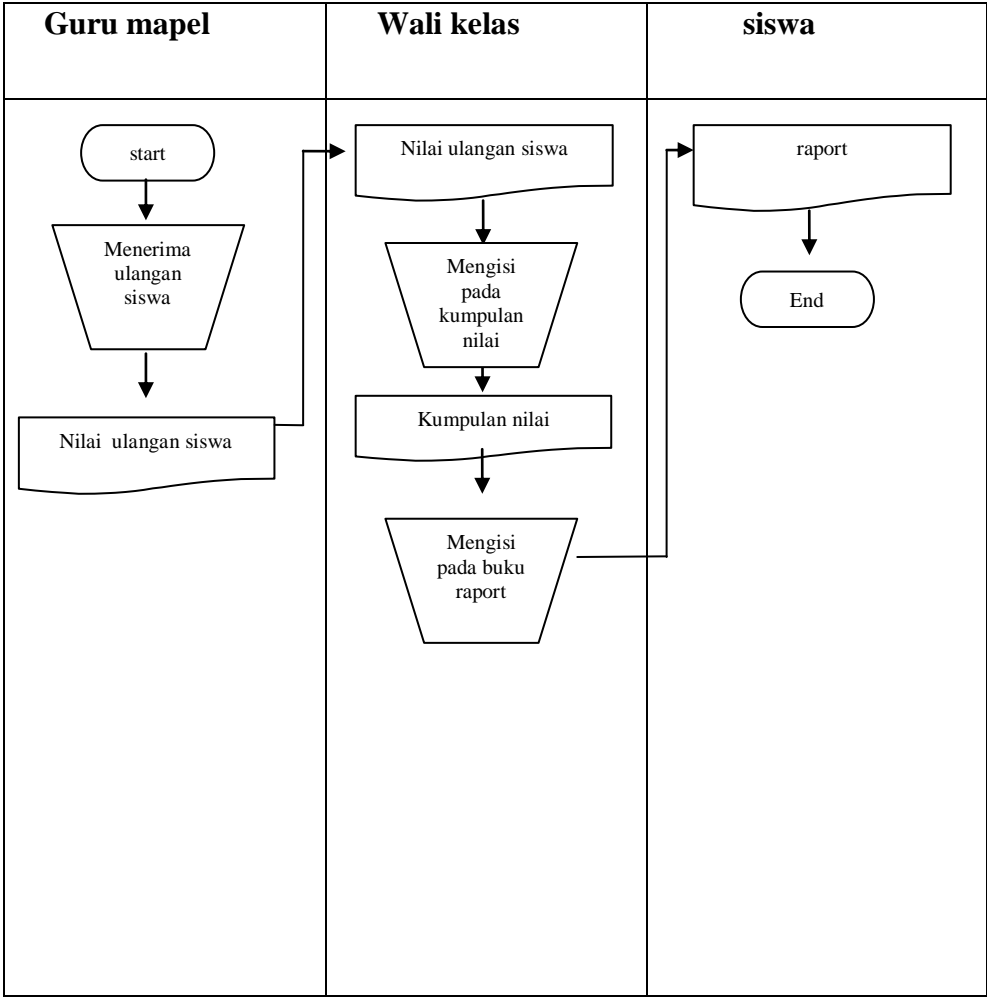 Guru mapel
Wali kelas
siswa
start
Menerima
ulangan
siswa
Nilai ulangan siswa
Nilai ulangan siswa
Mengisi
pada
kumpulan
nilai
Kumpulan nilai
Mengisi
pada buku
raport
raport
End